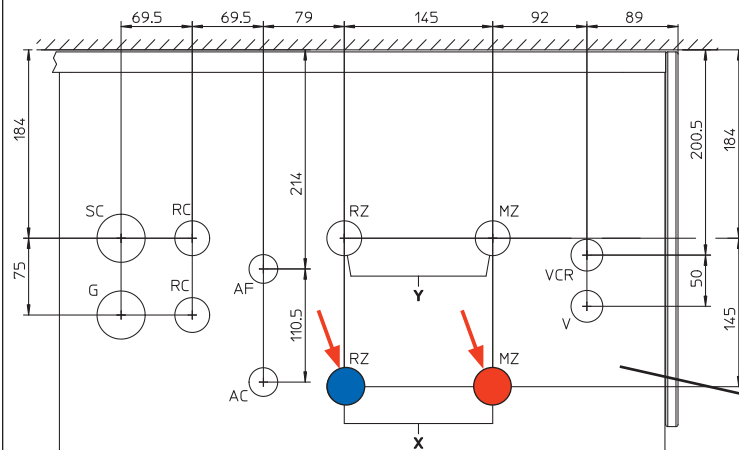 69.5 69.5 79 145 92 89
184 214 200.5 184
SC RC RZ MZ
VCR
75 G RC AF Y 50
V
110.5 145
RZ MZ
AC
X